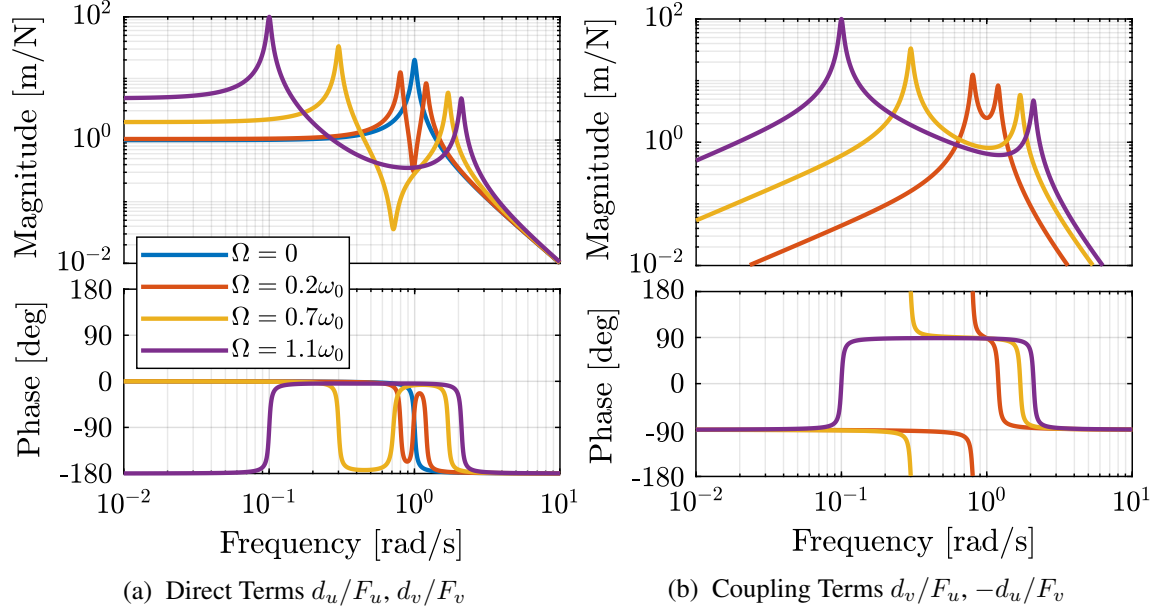 Magnitude [m/N]
10^2
10^0
10^-2
Ω = 0
Ω = 0.2ω₀
Ω = 0.7ω₀
Ω = 1.1ω₀
Phase [deg]
180
90
0
-90
-180
10^-2
10^-1
10^0
10^1
Frequency [rad/s]
(a) Direct Terms d_u/F_u, d_v/F_v
Magnitude [m/N]
10^2
10^0
10^-2
Phase [deg]
180
90
0
-90
-180
10^-2
10^-1
10^0
10^1
Frequency [rad/s]
(b) Coupling Terms d_v/F_u, −d_u/F_v